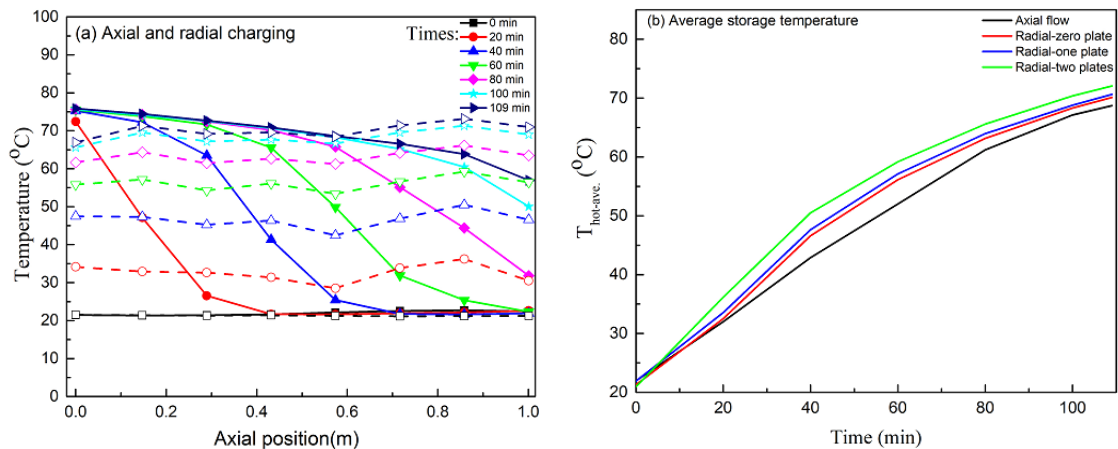 (a) Axial and radial charging
Times:
0 min
20 min
40 min
60 min
80 min
100 min
109 min
100
90
80
70
60
50
40
30
20
10
0
0.0
0.2
0.4
0.6
0.8
1.0
Temperature (°C)
Axial position(m)
(b) Average storage temperature
Axial flow
Radial-zero plate
Radial-one plate
Radial-two plates
80
70
60
50
40
30
20
0
20
40
60
80
100
T hot-ave. (°C)
Time (min)